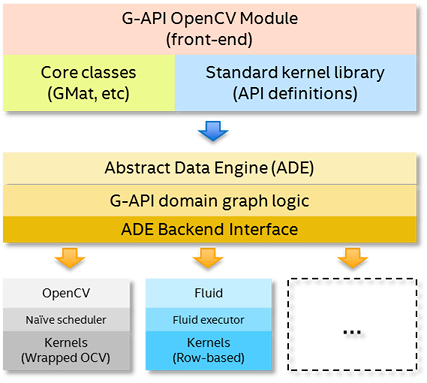 G-API OpenCV Module
(front-end)
Core classes
(GMat, etc)
Standard kernel library
(API definitions)
Abstract Data Engine (ADE)
G-API domain graph logic
ADE Backend Interface
OpenCV
Naïve scheduler
Kernels
(Wrapped OCV)
Fluid
Fluid executor
Kernels
(Row-based)
...